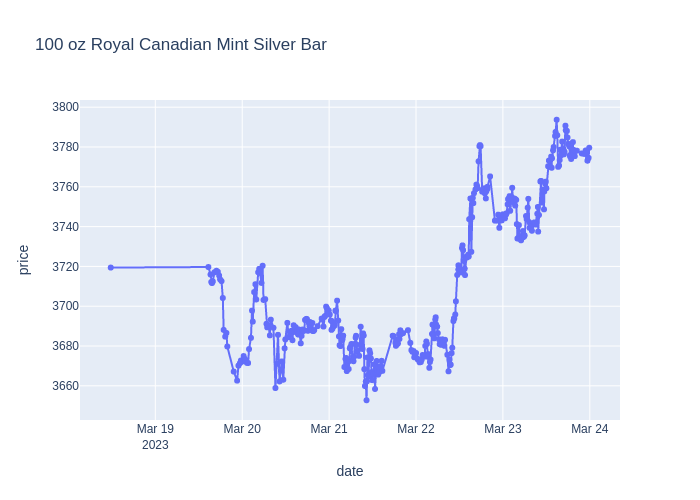 100 oz Royal Canadian Mint Silver Bar
3800
3780
3760
3740
3720
3700
3680
3660
price
Mar 19
2023
Mar 20
Mar 21
Mar 22
Mar 23
Mar 24
date